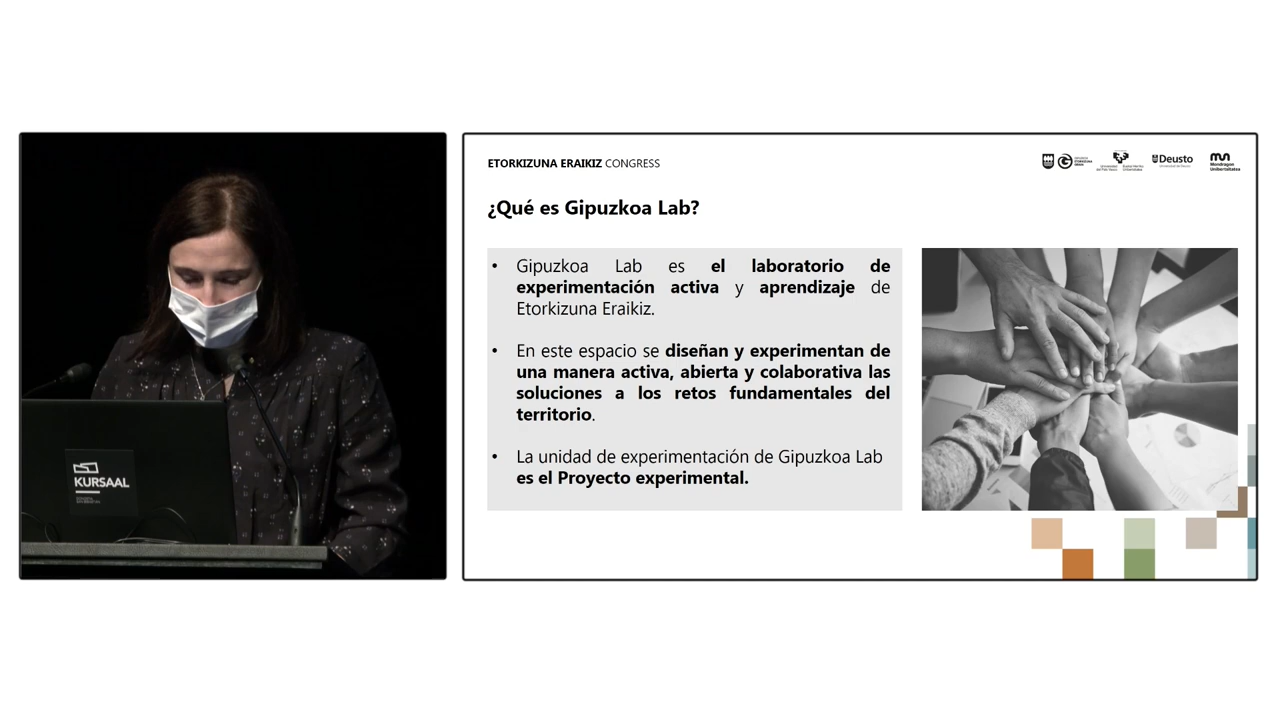 ETORKIZUNA ERAIKIZ CONGRESS
Deusto
Mondragon
Unibertsitatea
¿Qué es Gipuzkoa Lab?
• Gipuzkoa Lab es el laboratorio de
experimentación activa y aprendizaje de
Etorkizuna Eraikiz.
• En este espacio se diseñan y experimentan de
una manera activa, abierta y colaborativa las
soluciones a los retos fundamentales del
territorio.
• La unidad de experimentación de Gipuzkoa Lab
es el Proyecto experimental.
KURSAAL